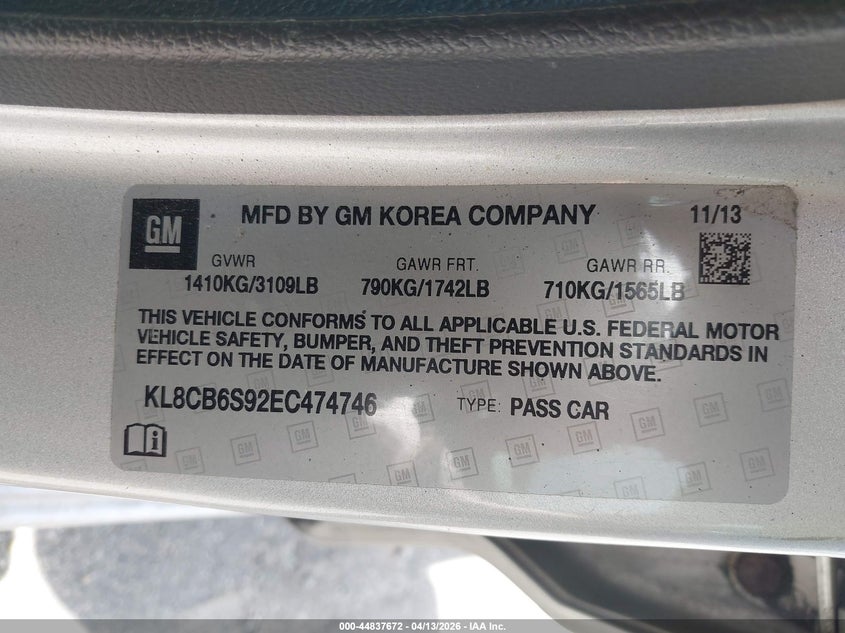 GM MFD BY GM KOREA COMPANY 11/13
GVWR GAWR FRT. GAWR RR.
1410KG/3109LB 790KG/1742LB 710KG/1565LB
THIS VEHICLE CONFORMS TO ALL APPLICABLE U.S. FEDERAL MOTOR
VEHICLE SAFETY, BUMPER, AND THEFT PREVENTION STANDARDS IN
EFFECT ON THE DATE OF MANUFACTURE SHOWN ABOVE.
KL8CB6S92EC474746 TYPE: PASS CAR
000-44837672 - 04/13/2026 - IAA Inc.